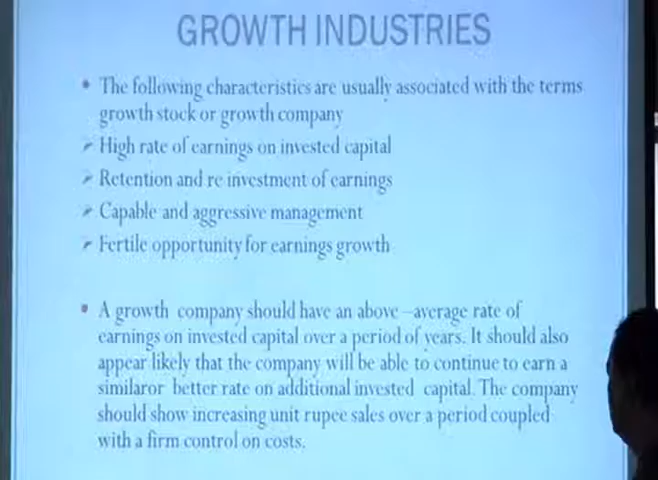 GROWTH INDUSTRIES
• The following characteristics are usually associated with the terms
growth stock or growth company
➢ High rate of earnings on invested capital
➢ Retention and re investment of earnings
➢ Capable and aggressive management
➢ Fertile opportunity for earnings growth
• A growth company should have an above –average rate of
earnings on invested capital over a period of years. It should also
appear likely that the company will be able to continue to earn a
similaror better rate on additional invested capital. The company
should show increasing unit rupee sales over a period coupled
with a firm control on costs.